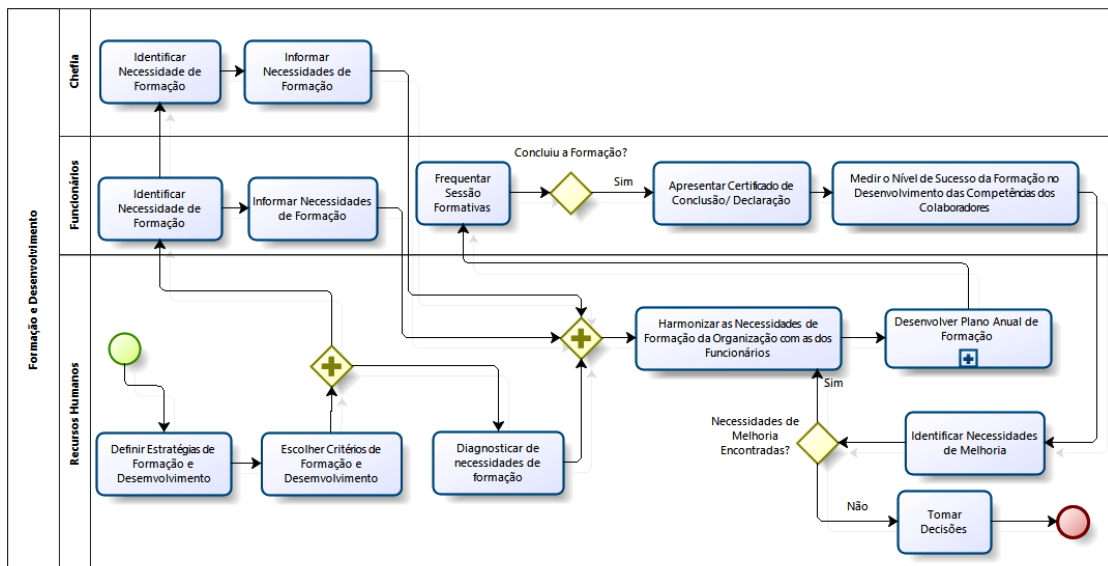 Formação e Desenvolvimento
Chefia
Identificar
Necessidade de
Formação
Informar
Necessidades de
Formação
Funcionários
Identificar
Necessidade de
Formação
Informar Necessidades
de Formação
Frequentar
Sessão
Formativas
Concluiu a Formação?
Sim
Apresentar Certificado de
Conclusão/ Declaração
Medir o Nível de Sucesso da Formação no
Desenvolvimento das Competências dos
Colaboradores
Recursos Humanos
Definir Estratégias de
Formação e
Desemvolvimento
Escolher Critérios de
Formação e
Desemvolvimento
Diagnosticar de
necessidades de
formação
Harmonizar as Necessidades de
Formação da Organização com as dos
Funcionários
Desenvolver Plano Anual de
Formação
Sim
Necessidades de
Melhoria
Encontradas?
Identificar Necessidades
de Melhoria
Não
Tomar
Decisões